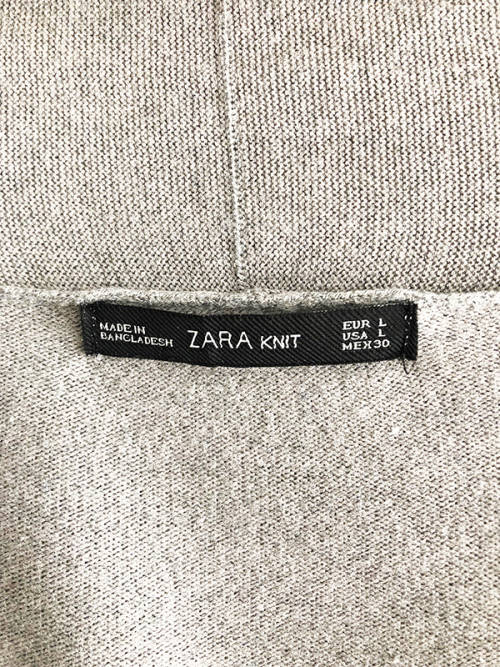 MADE IN
BANGLADESH
ZARA KNIT
EUR L
USA L
MEX 30